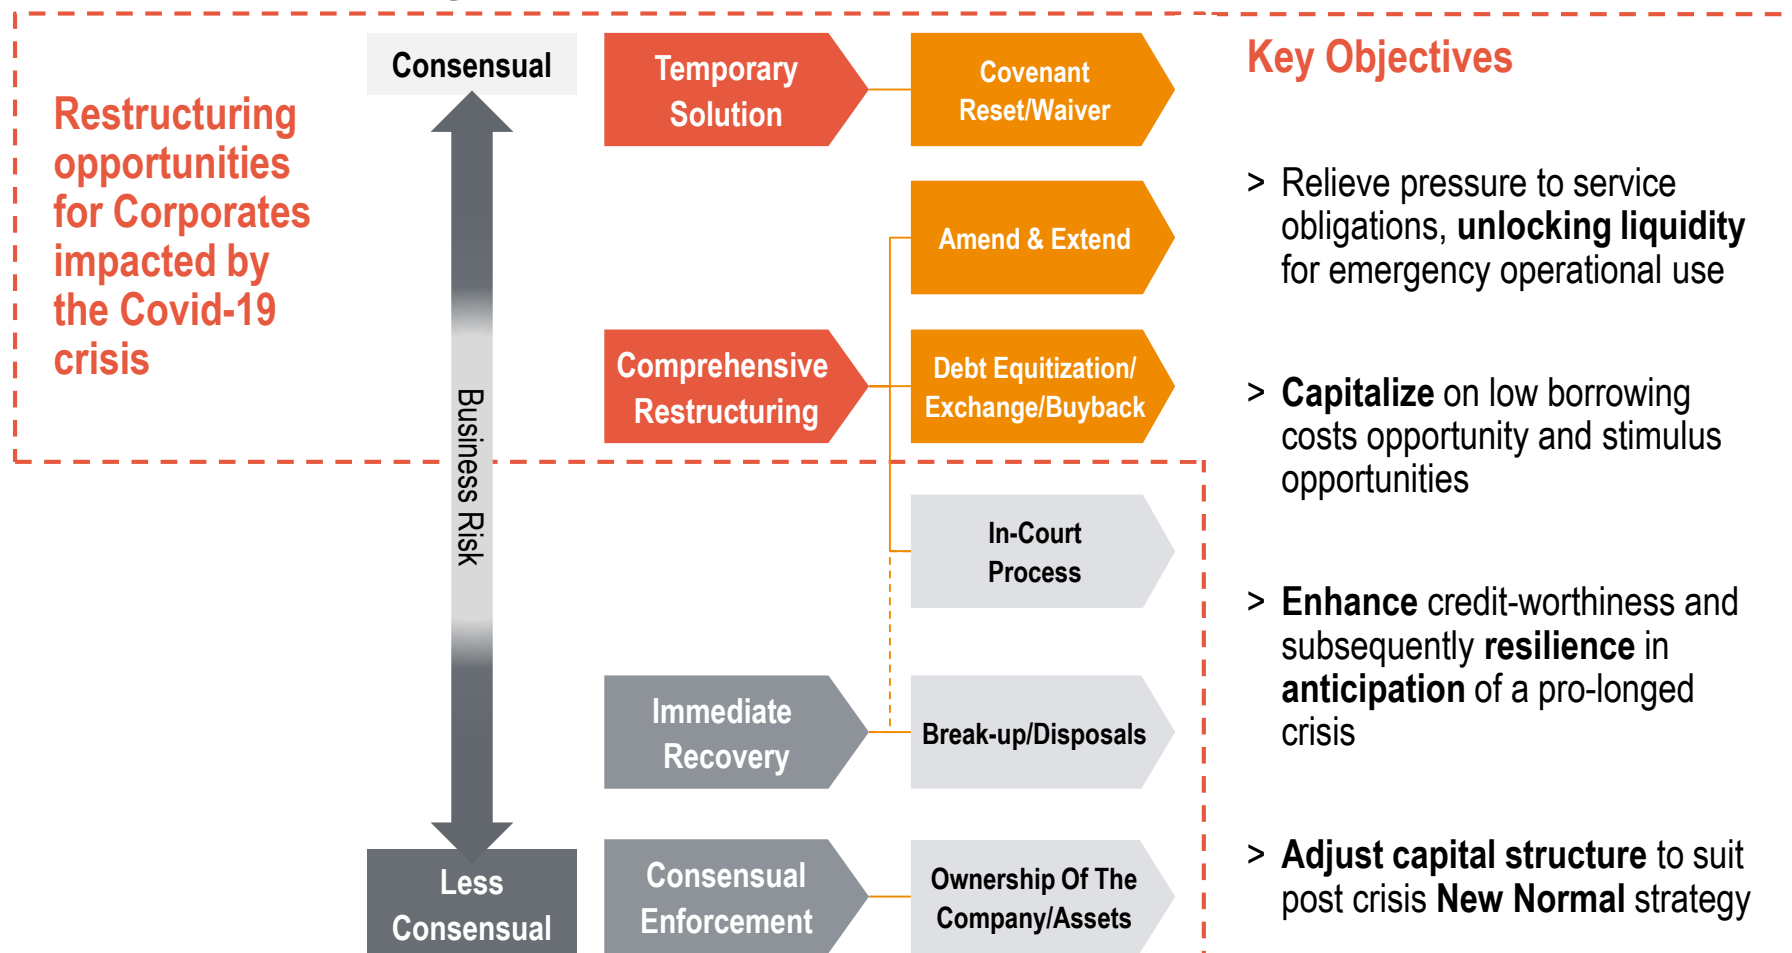 Restructuring
opportunities
for Corporates
impacted by
the Covid-19
crisis
Consensual
Business Risk
Less
Consensual
Temporary
Solution
Covenant
Reset/Waiver
Amend & Extend
Comprehensive
Restructuring
Debt Equitization/
Exchange/Buyback
In-Court
Process
Immediate
Recovery
Break-up/Disposals
Consensual
Enforcement
Ownership Of The
Company/Assets
Key Objectives
> Relieve pressure to service
obligations, unlocking liquidity
for emergency operational use
> Capitalize on low borrowing
costs opportunity and stimulus
opportunities
> Enhance credit-worthiness and
subsequently resilience in
anticipation of a pro-longed
crisis
> Adjust capital structure to suit
post crisis New Normal strategy